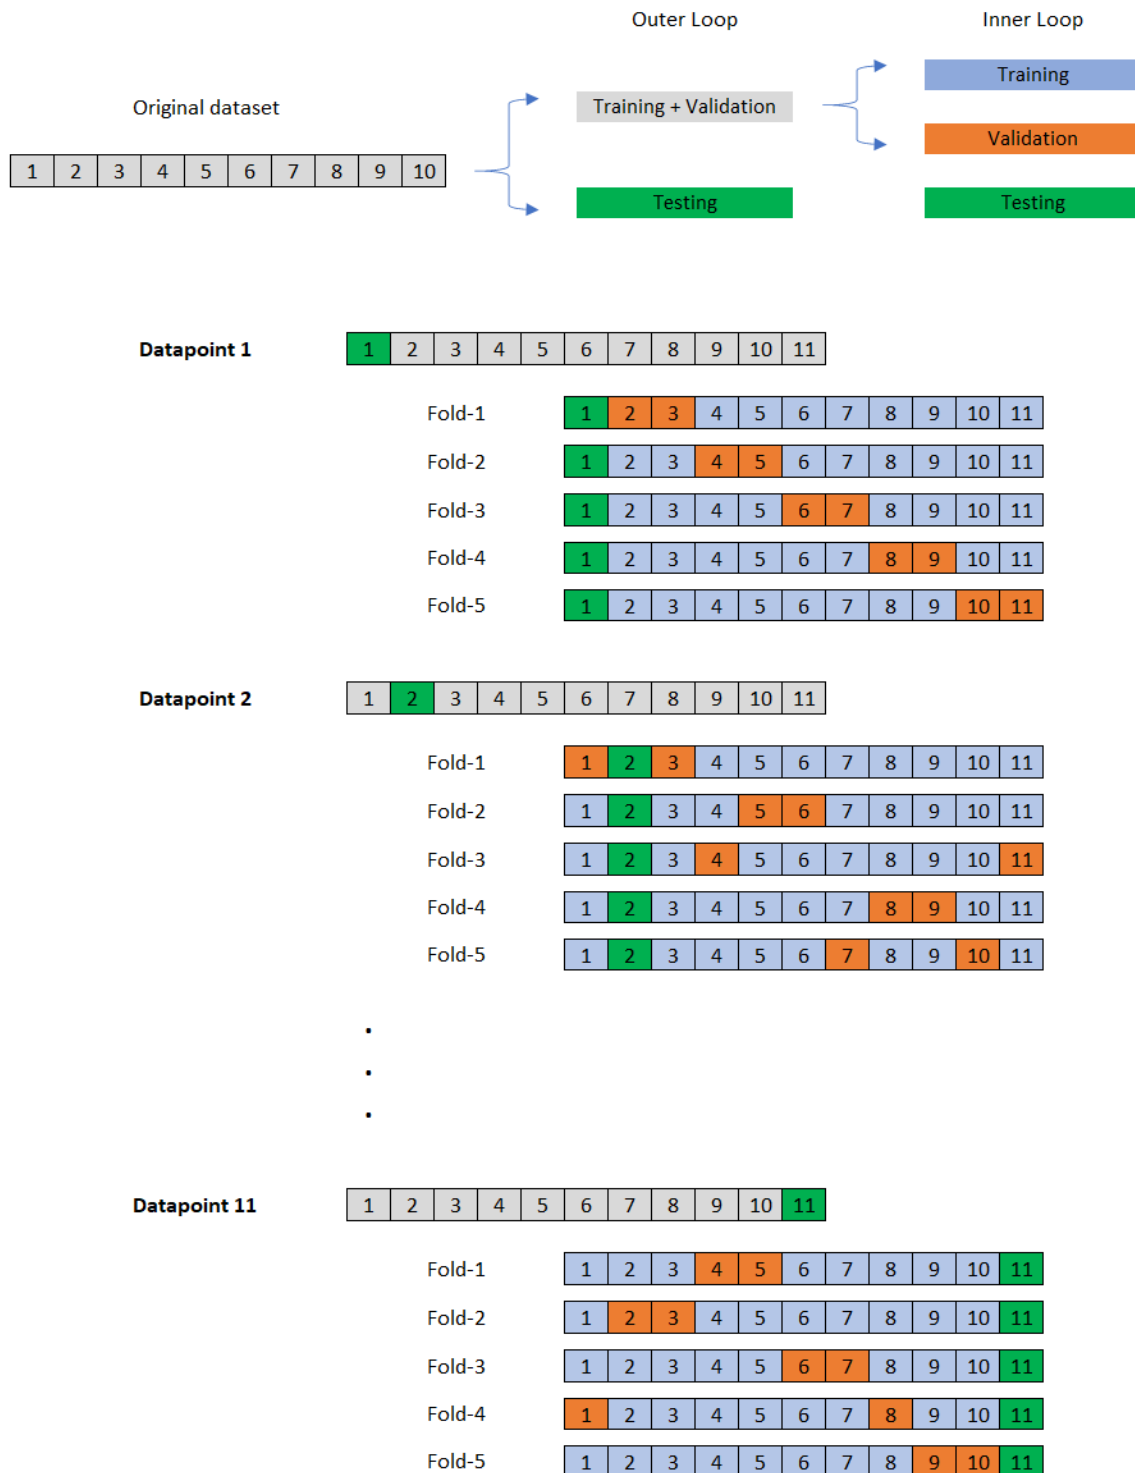 Outer Loop Inner Loop
Training
Original dataset Training + Validation
Validation
1 2 3 4 5 6 7 8 9 10
Testing Testing
Datapoint 1 1 2 3 4 5 6 7 8 9 10 11
Fold-1 1 2 3 4 5 6 7 8 9 10 11
Fold-2 1 2 3 4 5 6 7 8 9 10 11
Fold-3 1 2 3 4 5 6 7 8 9 10 11
Fold-4 1 2 3 4 5 6 7 8 9 10 11
Fold-5 1 2 3 4 5 6 7 8 9 10 11
Datapoint 2 1 2 3 4 5 6 7 8 9 10 11
Fold-1 1 2 3 4 5 6 7 8 9 10 11
Fold-2 1 2 3 4 5 6 7 8 9 10 11
Fold-3 1 2 3 4 5 6 7 8 9 10 11
Fold-4 1 2 3 4 5 6 7 8 9 10 11
Fold-5 1 2 3 4 5 6 7 8 9 10 11
.
.
.
Datapoint 11 1 2 3 4 5 6 7 8 9 10 11
Fold-1 1 2 3 4 5 6 7 8 9 10 11
Fold-2 1 2 3 4 5 6 7 8 9 10 11
Fold-3 1 2 3 4 5 6 7 8 9 10 11
Fold-4 1 2 3 4 5 6 7 8 9 10 11
Fold-5 1 2 3 4 5 6 7 8 9 10 11